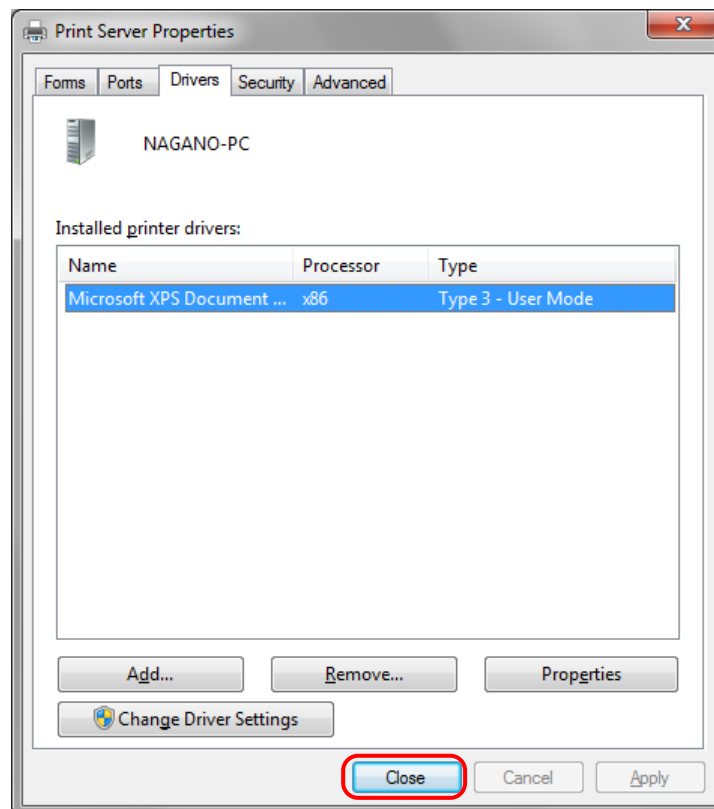 Print Server Properties
Forms Ports Drivers Security Advanced
NAGANO-PC
Installed printer drivers:
Name Processor Type
Microsoft XPS Document ... x86 Type 3 - User Mode
Add... Remove... Properties
Change Driver Settings
Close Cancel Apply